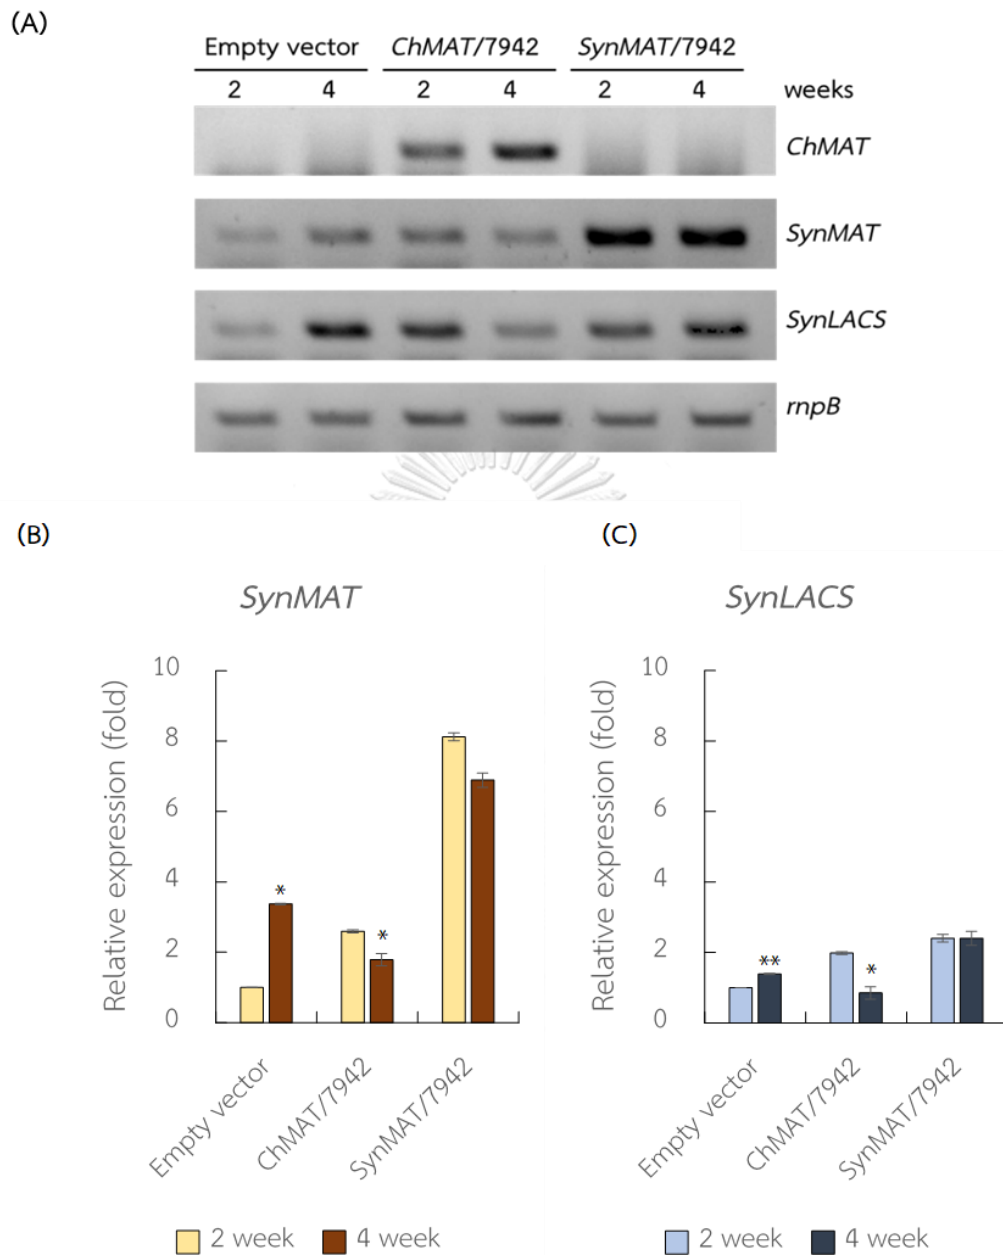 (A)
Empty vector ChMAT/7942 SynMAT/7942
2 4 2 4 2 4 weeks
ChMAT
SynMAT
SynLACS
rnpB
(B)
SynMAT
Relative expression (fold)
10
8
6
4
2
0
*
*
Empty vector
ChMAT/7942
SynMAT/7942
2 week 4 week
(C)
SynLACS
Relative expression (fold)
10
8
6
4
2
0
**
*
Empty vector
ChMAT/7942
SynMAT/7942
2 week 4 week